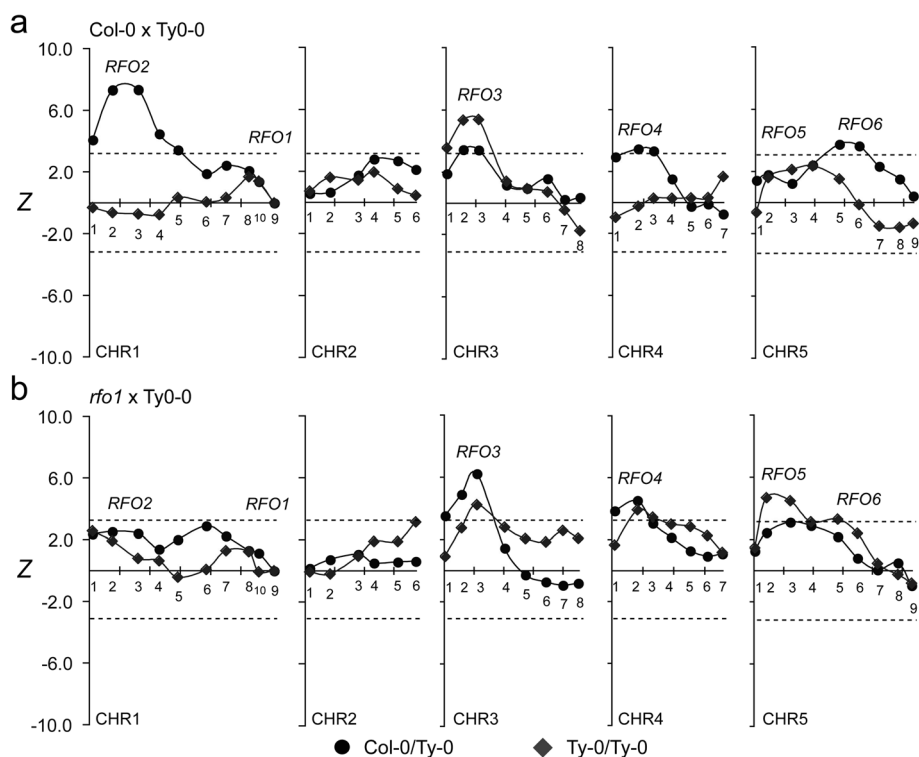 a
Col-0 x Ty0-0
10.0
6.0
2.0
-2.0
-6.0
-10.0
Z
RFO2
RFO1
RFO3
RFO4
RFO5
RFO6
1 2 3 4 5 6 7 8 10 9
1 2 3 4 5 6
1 2 3 4 5 6 7 8
1 2 3 4 5 6 7
1 2 3 4 5 6 7 8 9
CHR1
CHR2
CHR3
CHR4
CHR5
b
rfo1 x Ty0-0
10.0
6.0
2.0
-2.0
-6.0
-10.0
Z
RFO2
RFO1
RFO3
RFO4
RFO5
RFO6
1 2 3 4 5 6 7 8 10 9
1 2 3 4 5 6
1 2 3 4 5 6 7 8
1 2 3 4 5 6 7
1 2 3 4 5 6 7 8 9
CHR1
CHR2
CHR3
CHR4
CHR5
Col-0/Ty-0
Ty-0/Ty-0